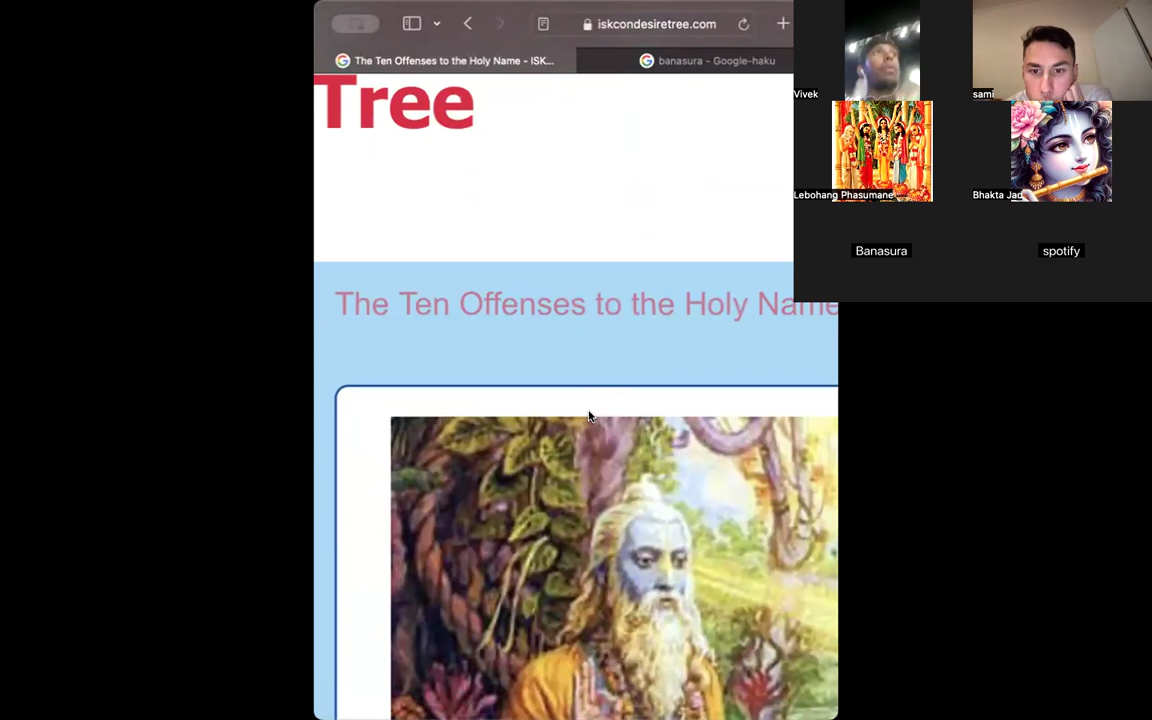 iskcondesiretree.com
The Ten Offenses to the Holy Name - ISK...
banasura - Google-haku
Tree
The Ten Offenses to the Holy Name
Vivek
sami
Lebohang Phasumane
Bhakta Jad
Banasura
spotify